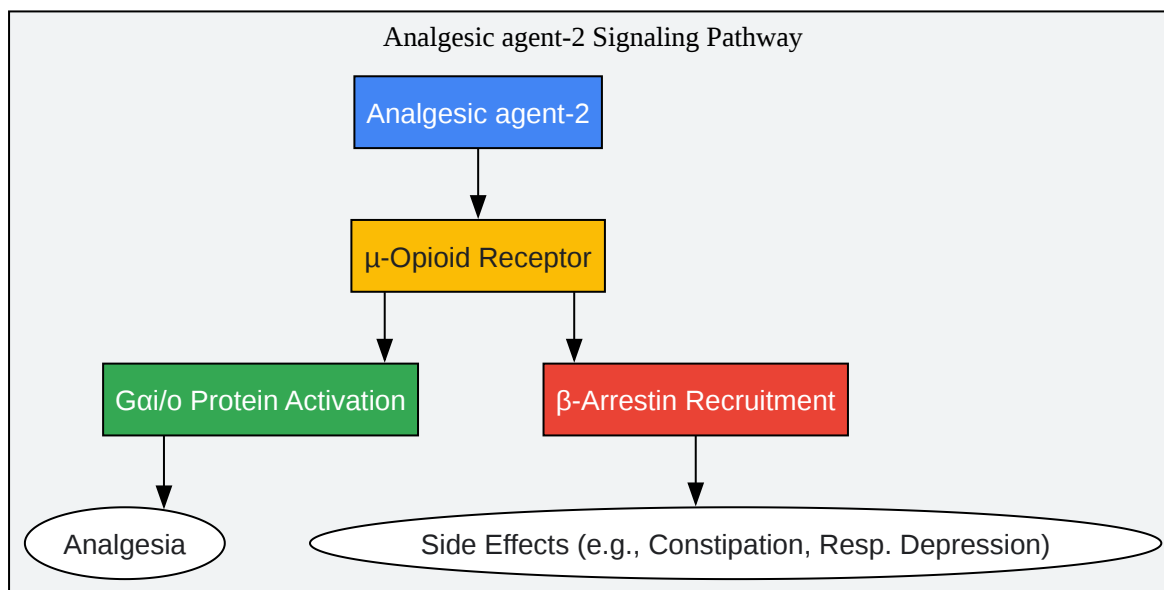 Analgesic agent-2 Signaling Pathway
Analgesic agent-2
μ-Opioid Receptor
Gαi/o Protein Activation
β-Arrestin Recruitment
Analgesia
Side Effects (e.g., Constipation, Resp. Depression)